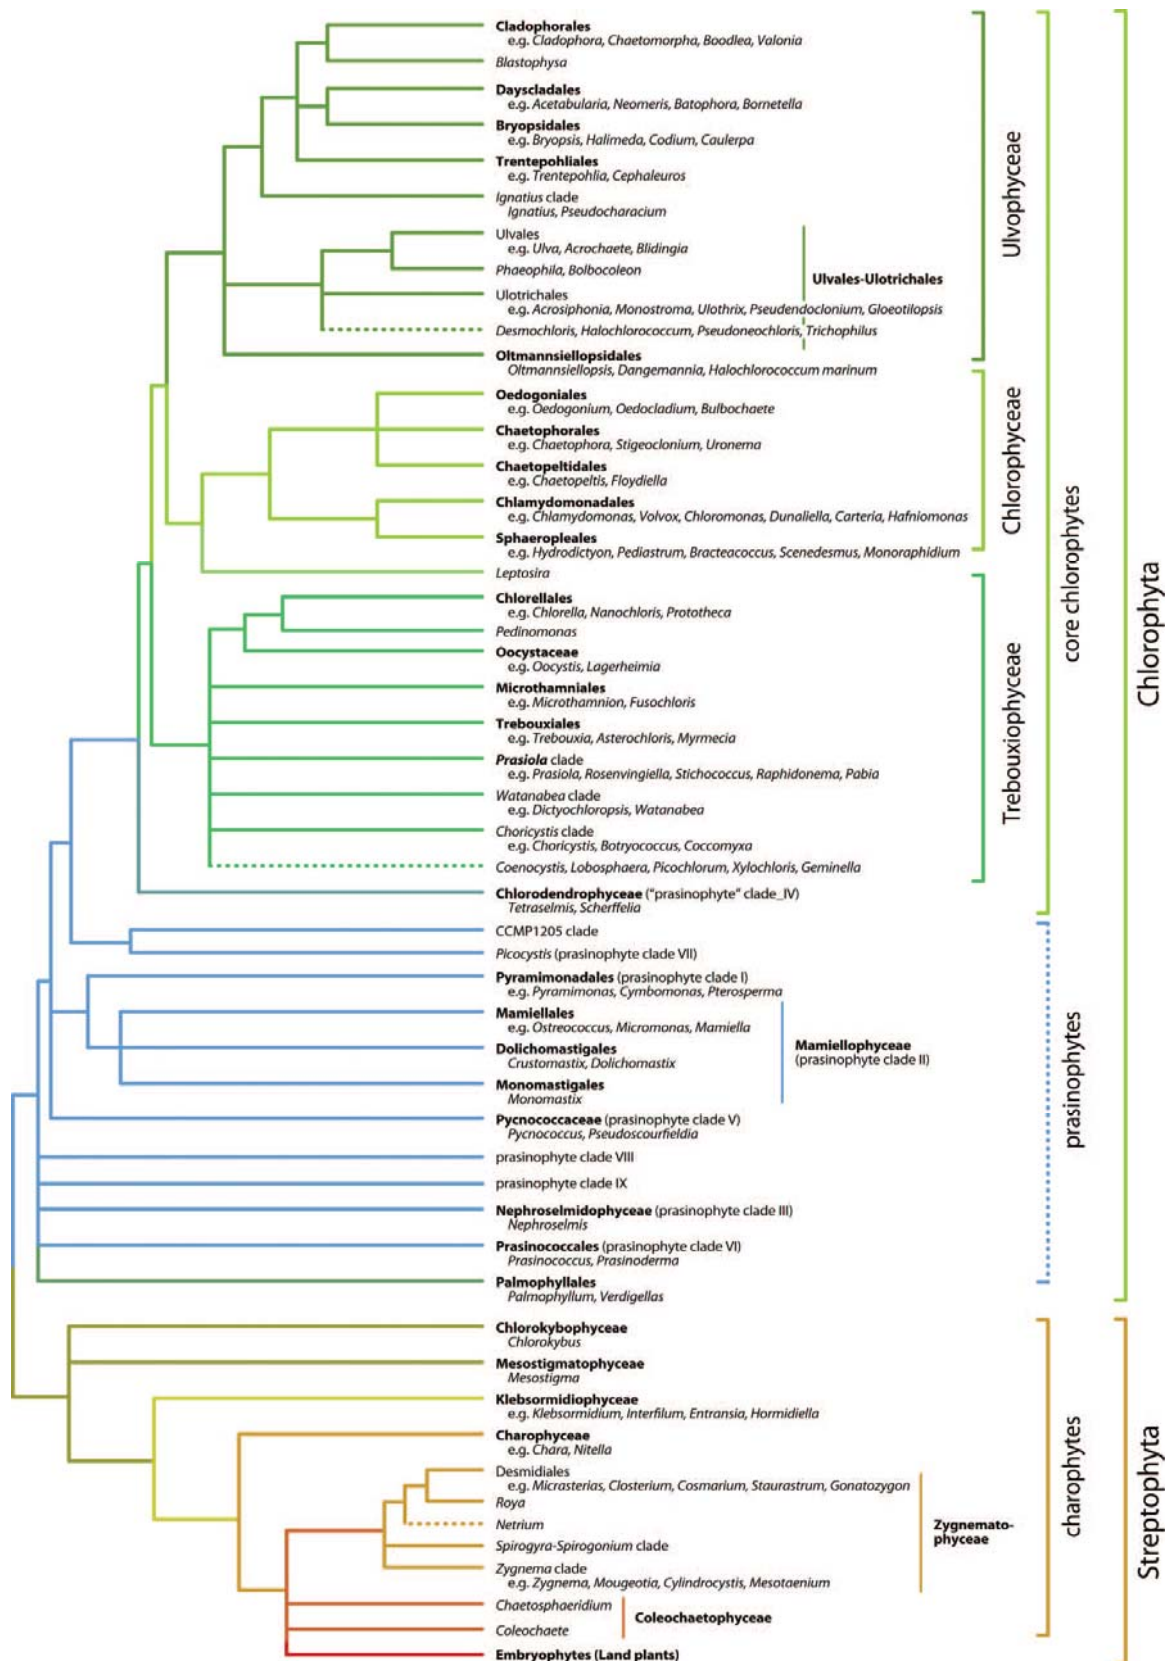 Cladophorales
e.g. Cladophora, Chaetomorpha, Boodlea, Valonia
Blastophysa
Dayscladales
e.g. Acetabularia, Neomeris, Batophora, Bornetella
Bryopsidales
e.g. Bryopsis, Halimeda, Codium, Caulerpa
Trentepohliales
e.g. Trentepohlia, Cephaleuros
Ignatius clade
Ignatius, Pseudocharacium
Ulvales
e.g. Ulva, Acrochaete, Blidingia
Phaeophila, Bolbocoleon
Ulvales-Ulotrichales
Ulotrichales
e.g. Acrosiphonia, Monostroma, Ulothrix, Pseudendoclonium, Gloeotilopsis
Desmochloris, Halochlorococcum, Pseudoneochloris, Trichophilus
Oltmannsiellopsidales
Oltmannsiellopsis, Dangemannia, Halochlorococcum marinum
Ulvophyceae
Oedogoniales
e.g. Oedogonium, Oedocladium, Bulbochaete
Chaetophorales
e.g. Chaetophora, Stigeoclonium, Uronema
Chaetopeltidales
e.g. Chaetopeltis, Floydiella
Chlamydomonadales
e.g. Chlamydomonas, Volvox, Chloromonas, Dunaliella, Carteria, Hafniomonas
Sphaeropleales
e.g. Hydrodictyon, Pediastrum, Bracteacoccus, Scenedesmus, Monoraphidium
Chlorophyceae
Leptosira
Chlorellales
e.g. Chlorella, Nanochloris, Prototheca
Pedinomonas
Oocystaceae
e.g. Oocystis, Lagerheimia
Microthamniales
e.g. Microthamnion, Fusochloris
Trebouxiales
e.g. Trebouxia, Asterochloris, Myrmecia
Prasiola clade
e.g. Prasiola, Rosenvingiella, Stichococcus, Raphidonema, Pabia
Watanabea clade
e.g. Dictyochloropsis, Watanabea
Choricystis clade
e.g. Choricystis, Botryococcus, Coccomyxa
Coenocystis, Lobosphaera, Picochlorum, Xylochloris, Geminella
Trebouxiophyceae
Chlorodendrophyceae ("prasinophyte" clade_IV)
Tetraselmis, Scherffelia
core chlorophytes
CCMP1205 clade
Picocystis (prasinophyte clade VII)
Pyramimonadales (prasinophyte clade I)
e.g. Pyramimonas, Cymbomonas, Pterosperma
Mamiellales
e.g. Ostreococcus, Micromonas, Mamiella
Dolichomastigales
Crustomastix, Dolichomastix
Monomastigales
Monomastix
Mamiellophyceae
(prasinophyte clade II)
Pycnococcaceae (prasinophyte clade V)
Pycnococcus, Pseudoscourfieldia
prasinophyte clade VIII
prasinophyte clade IX
Nephroselmidophyceae (prasinophyte clade III)
Nephroselmis
Prasinococcales (prasinophyte clade VI)
Prasinococcus, Prasinoderma
Palmophyllales
Palmophyllum, Verdigellas
prasinophytes
Chlorophyta
Chlorokybophyceae
Chlorokybus
Mesostigmatophyceae
Mesostigma
Klebsormidiophyceae
e.g. Klebsormidium, Interfilum, Entransia, Hormidiella
Charophyceae
e.g. Chara, Nitella
Desmidiales
e.g. Micrasterias, Closterium, Cosmarium, Staurastrum, Gonatozygon
Roya
Netrium
Spirogyra-Spirogonium clade
Zygnema clade
e.g. Zygnema, Mougeotia, Cylindrocystis, Mesotaenium
Zygnemato-
phyceae
Chaetosphaeridium
Coleochaete
Coleochaetophyceae
charophytes
Embryophytes (Land plants)
Streptophyta